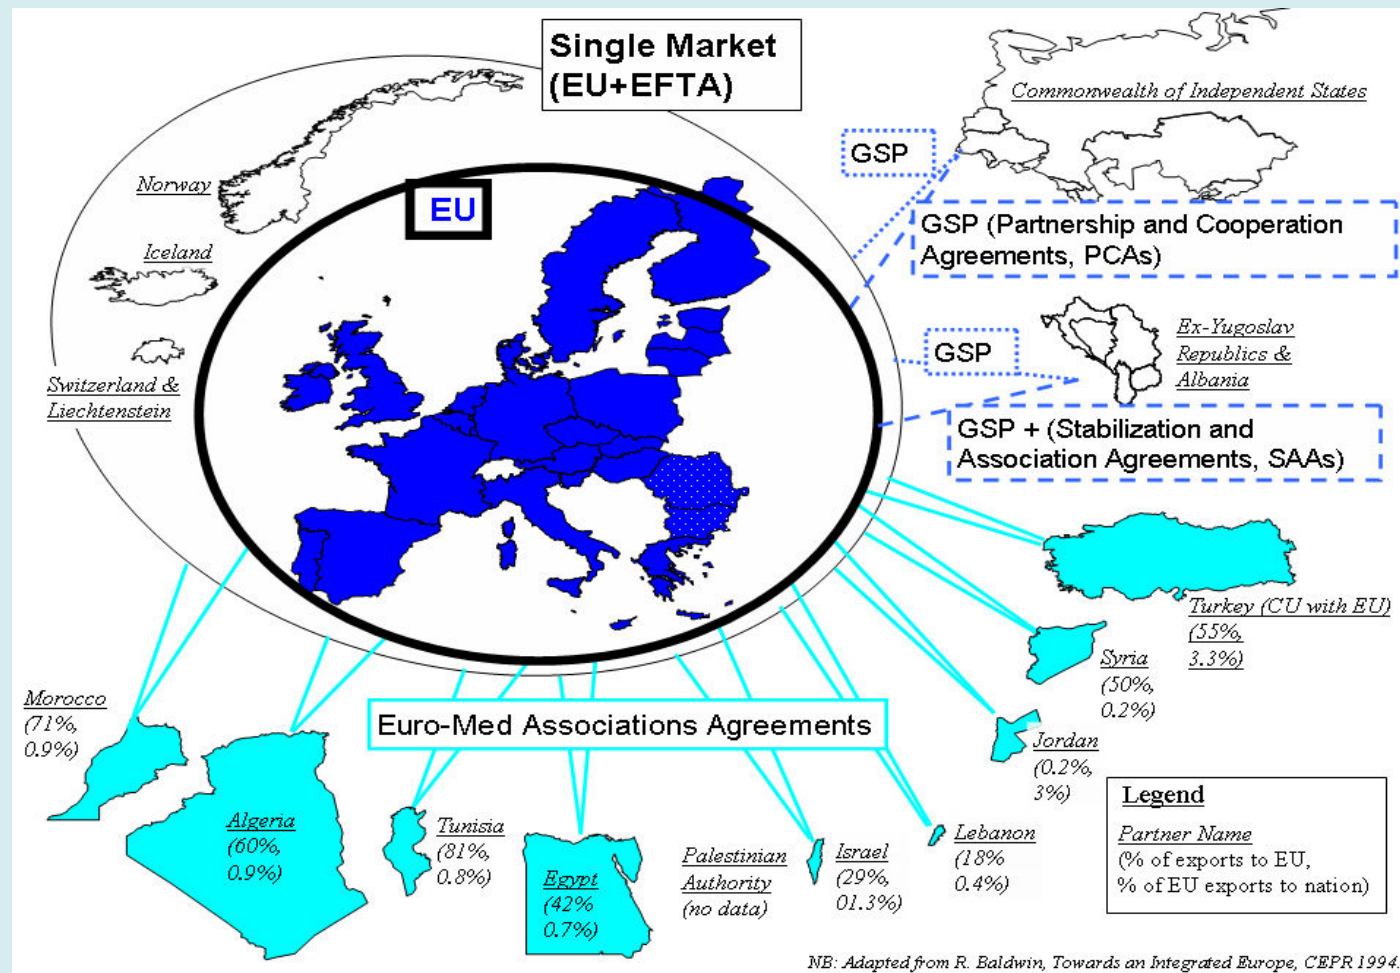 Single Market
(EU+EFTA)
Commonwealth of Independent States
GSP
Norway
EU
GSP (Partnership and Cooperation
Agreements, PCAs)
Iceland
Ex-Yugoslav
Republics &
Albania
GSP
Switzerland &
Liechtenstein
GSP + (Stabilization and
Association Agreements, SAAs)
Turkey (CU with EU)
(55%,
3.3%)
Syria
(50%,
0.2%)
Morocco
(71%,
0.9%)
Euro-Med Associations Agreements
Jordan
(0.2%,
3%)
Algeria
(60%,
0.9%)
Tunisia
(81%,
0.8%)
Egypt
(42%
0.7%)
Palestinian
Authority
(no data)
Israel
(29%,
01.3%)
Lebanon
(18%
0.4%)
Legend
Partner Name
(% of exports to EU,
% of EU exports to nation)
NB: Adapted from R. Baldwin, Towards an Integrated Europe, CEPR 1994.